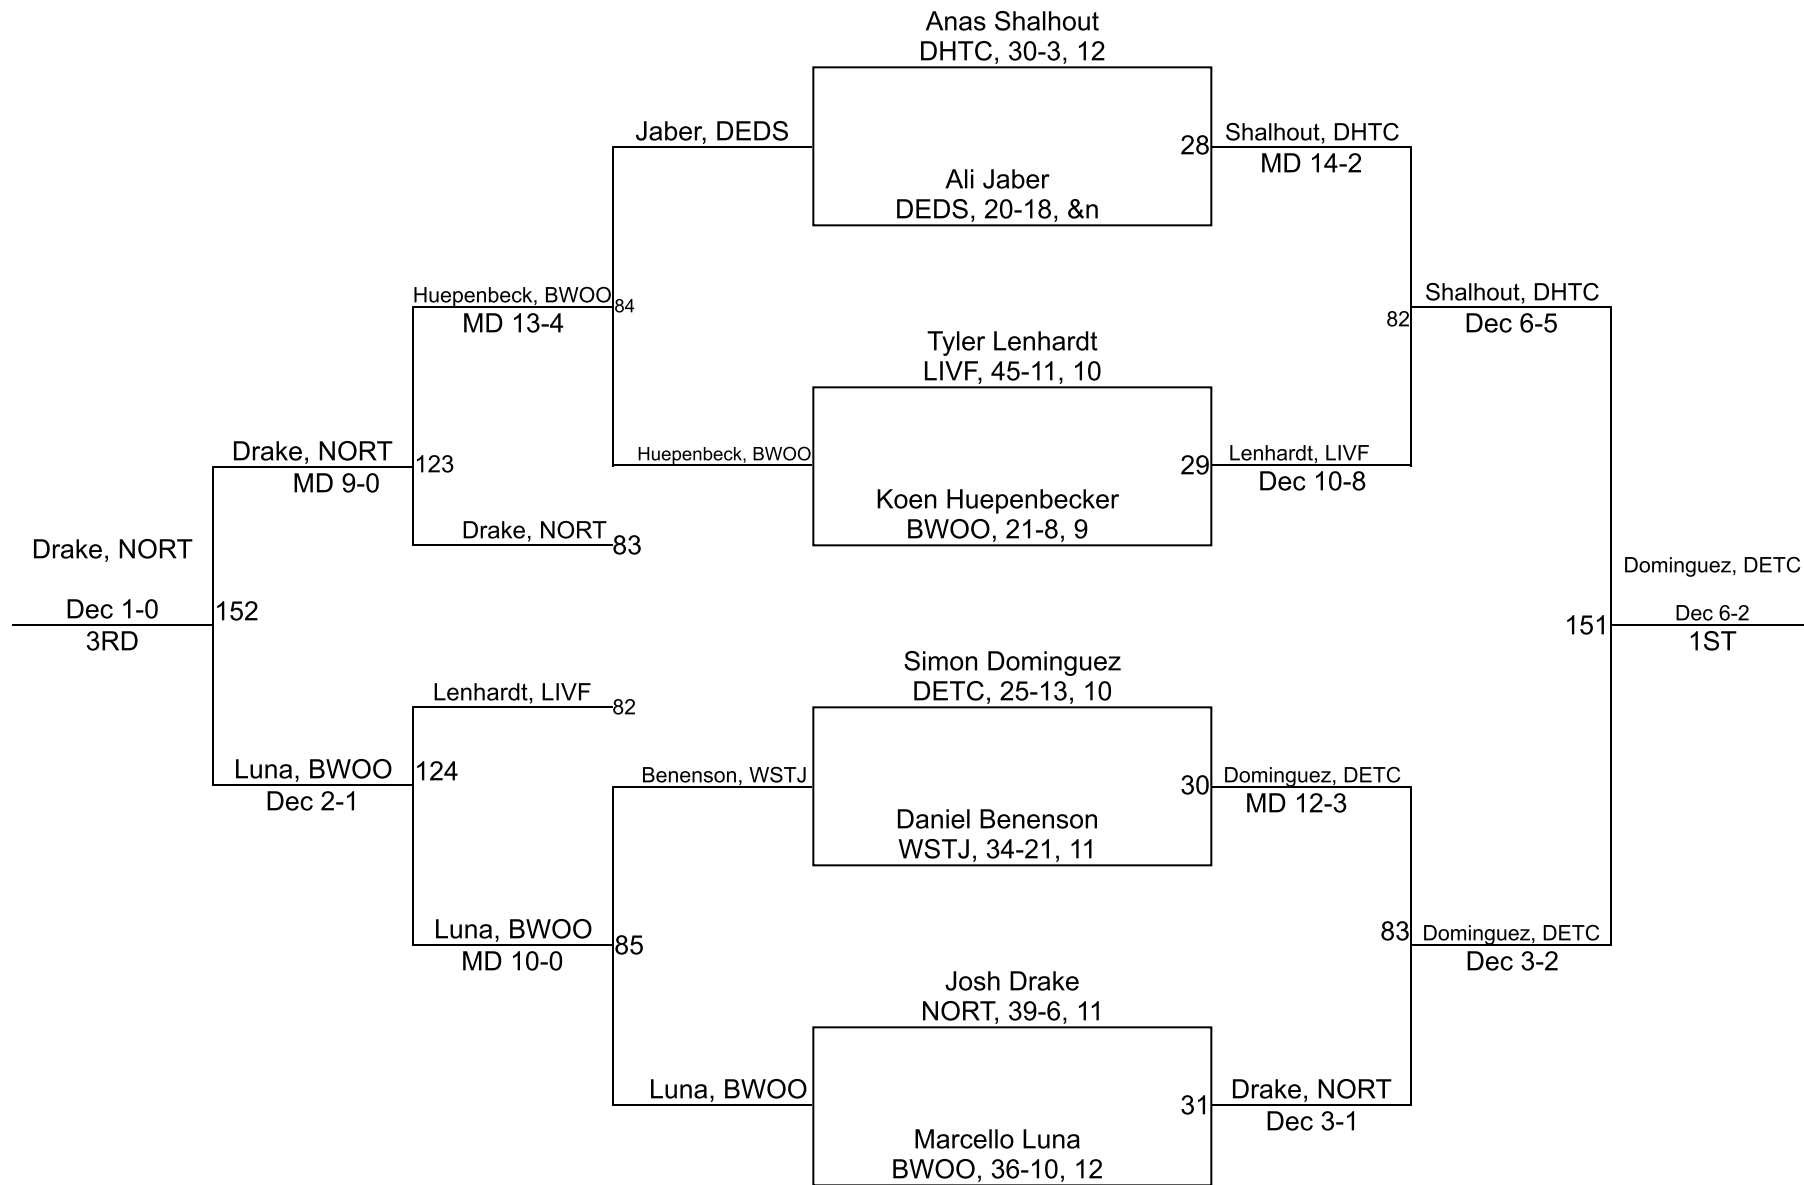 Anas Shalhout
DHTC, 30-3, 12
Jaber, DEDS
28
Shalhout, DHTC
MD 14-2
Ali Jaber
DEDS, 20-18, &n
Huepenbeck, BWOO
84
MD 13-4
Shalhout, DHTC
82
Dec 6-5
Tyler Lenhardt
LIVF, 45-11, 10
Drake, NORT
123
MD 9-0
Huepenbeck, BWOO
29
Lenhardt, LIVF
Dec 10-8
Koen Huepenbecker
BWOO, 21-8, 9
Drake, NORT
83
Drake, NORT
Dec 1-0
152
3RD
Dominguez, DETC
Dec 6-2
151
1ST
Simon Dominguez
DETC, 25-13, 10
Lenhardt, LIVF
82
Luna, BWOO
124
Dec 2-1
Benenson, WSTJ
30
Dominguez, DETC
MD 12-3
Daniel Benenson
WSTJ, 34-21, 11
Luna, BWOO
85
MD 10-0
83
Dominguez, DETC
Dec 3-2
Josh Drake
NORT, 39-6, 11
Luna, BWOO
31
Drake, NORT
Dec 3-1
Marcello Luna
BWOO, 36-10, 12